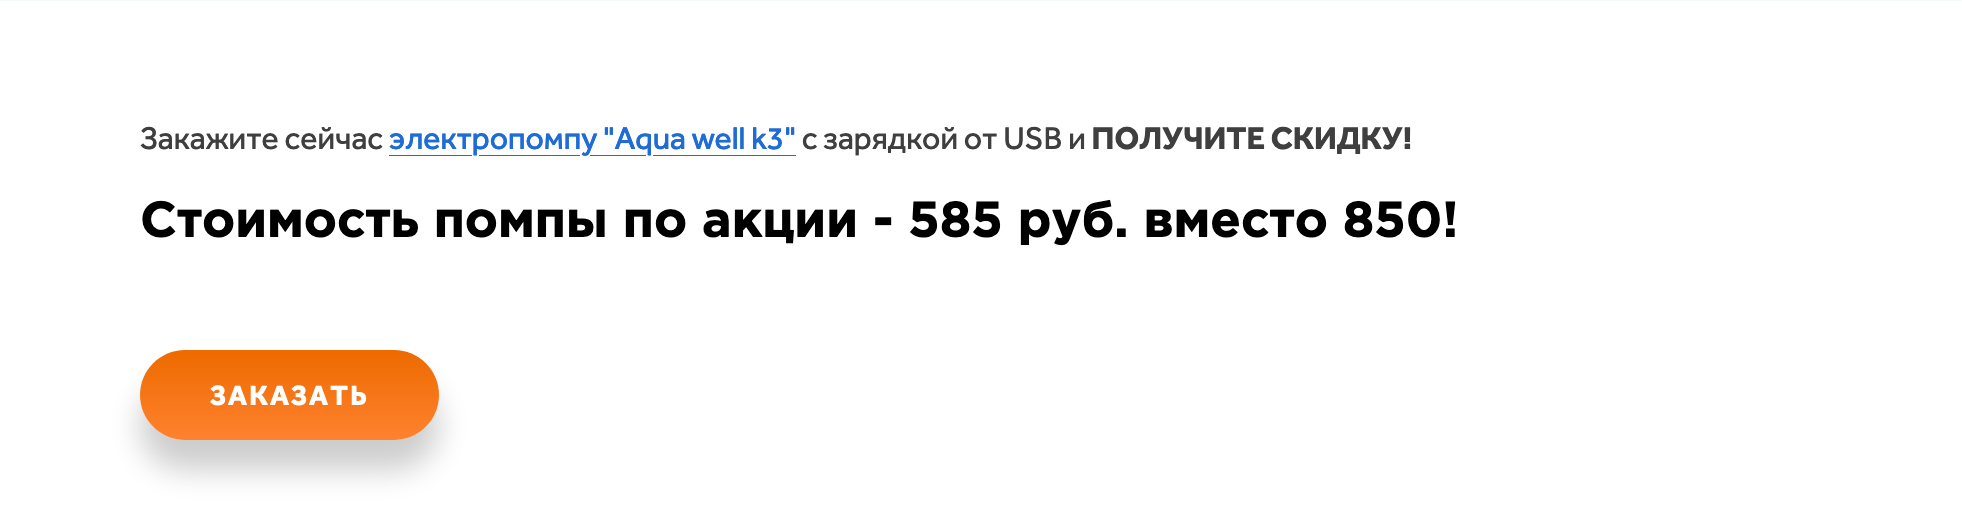 Закажите сейчас электропомпу "Aqua well k3" с зарядкой от USB и ПОЛУЧИТЕ СКИДКУ!
Стоимость помпы по акции - 585 руб. вместо 850!
ЗАКАЗАТЬ